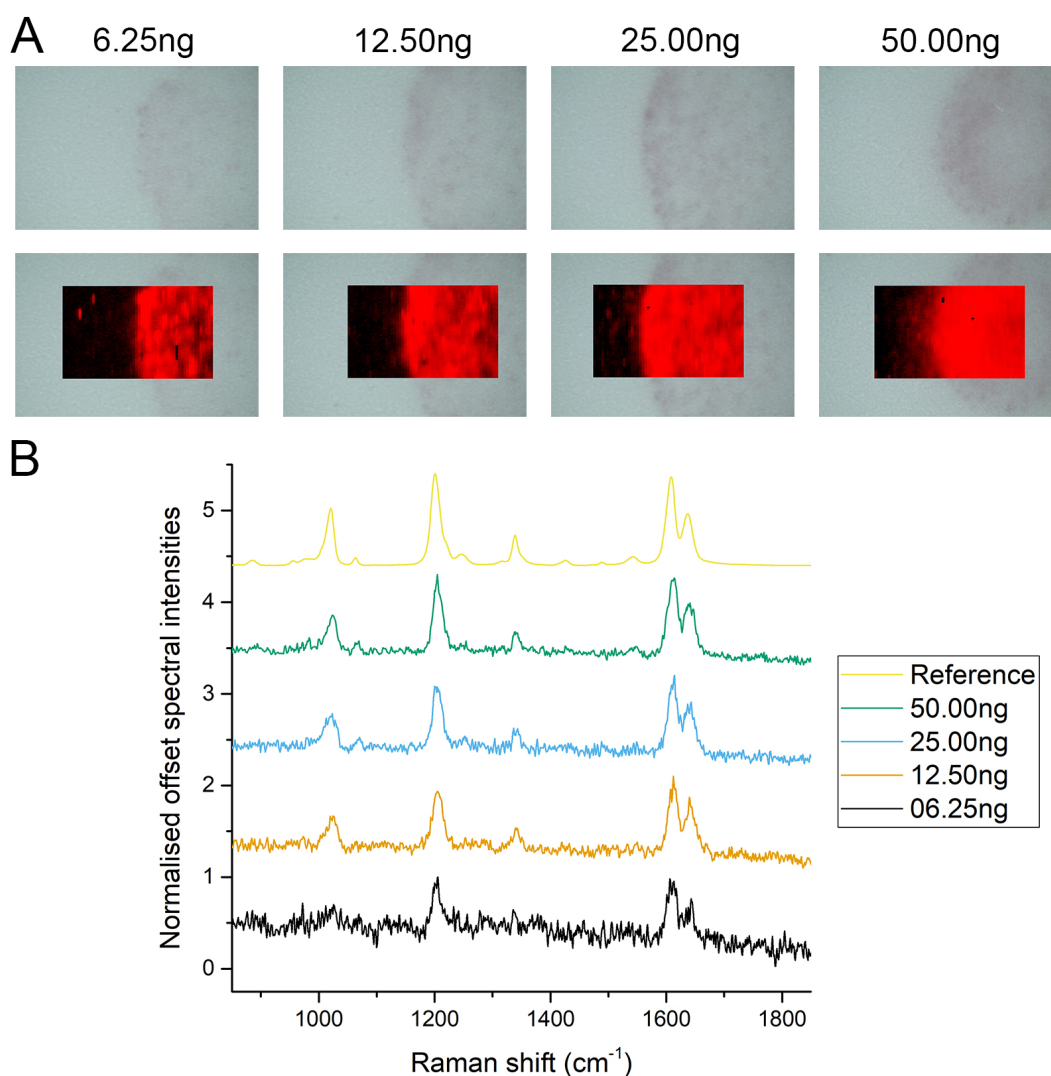 A
6.25ng 12.50ng 25.00ng 50.00ng
B
Normalised offset spectral intensities
5
4
3
2
1
0
1000 1200 1400 1600 1800
Raman shift (cm⁻¹)
Reference
50.00ng
25.00ng
12.50ng
06.25ng